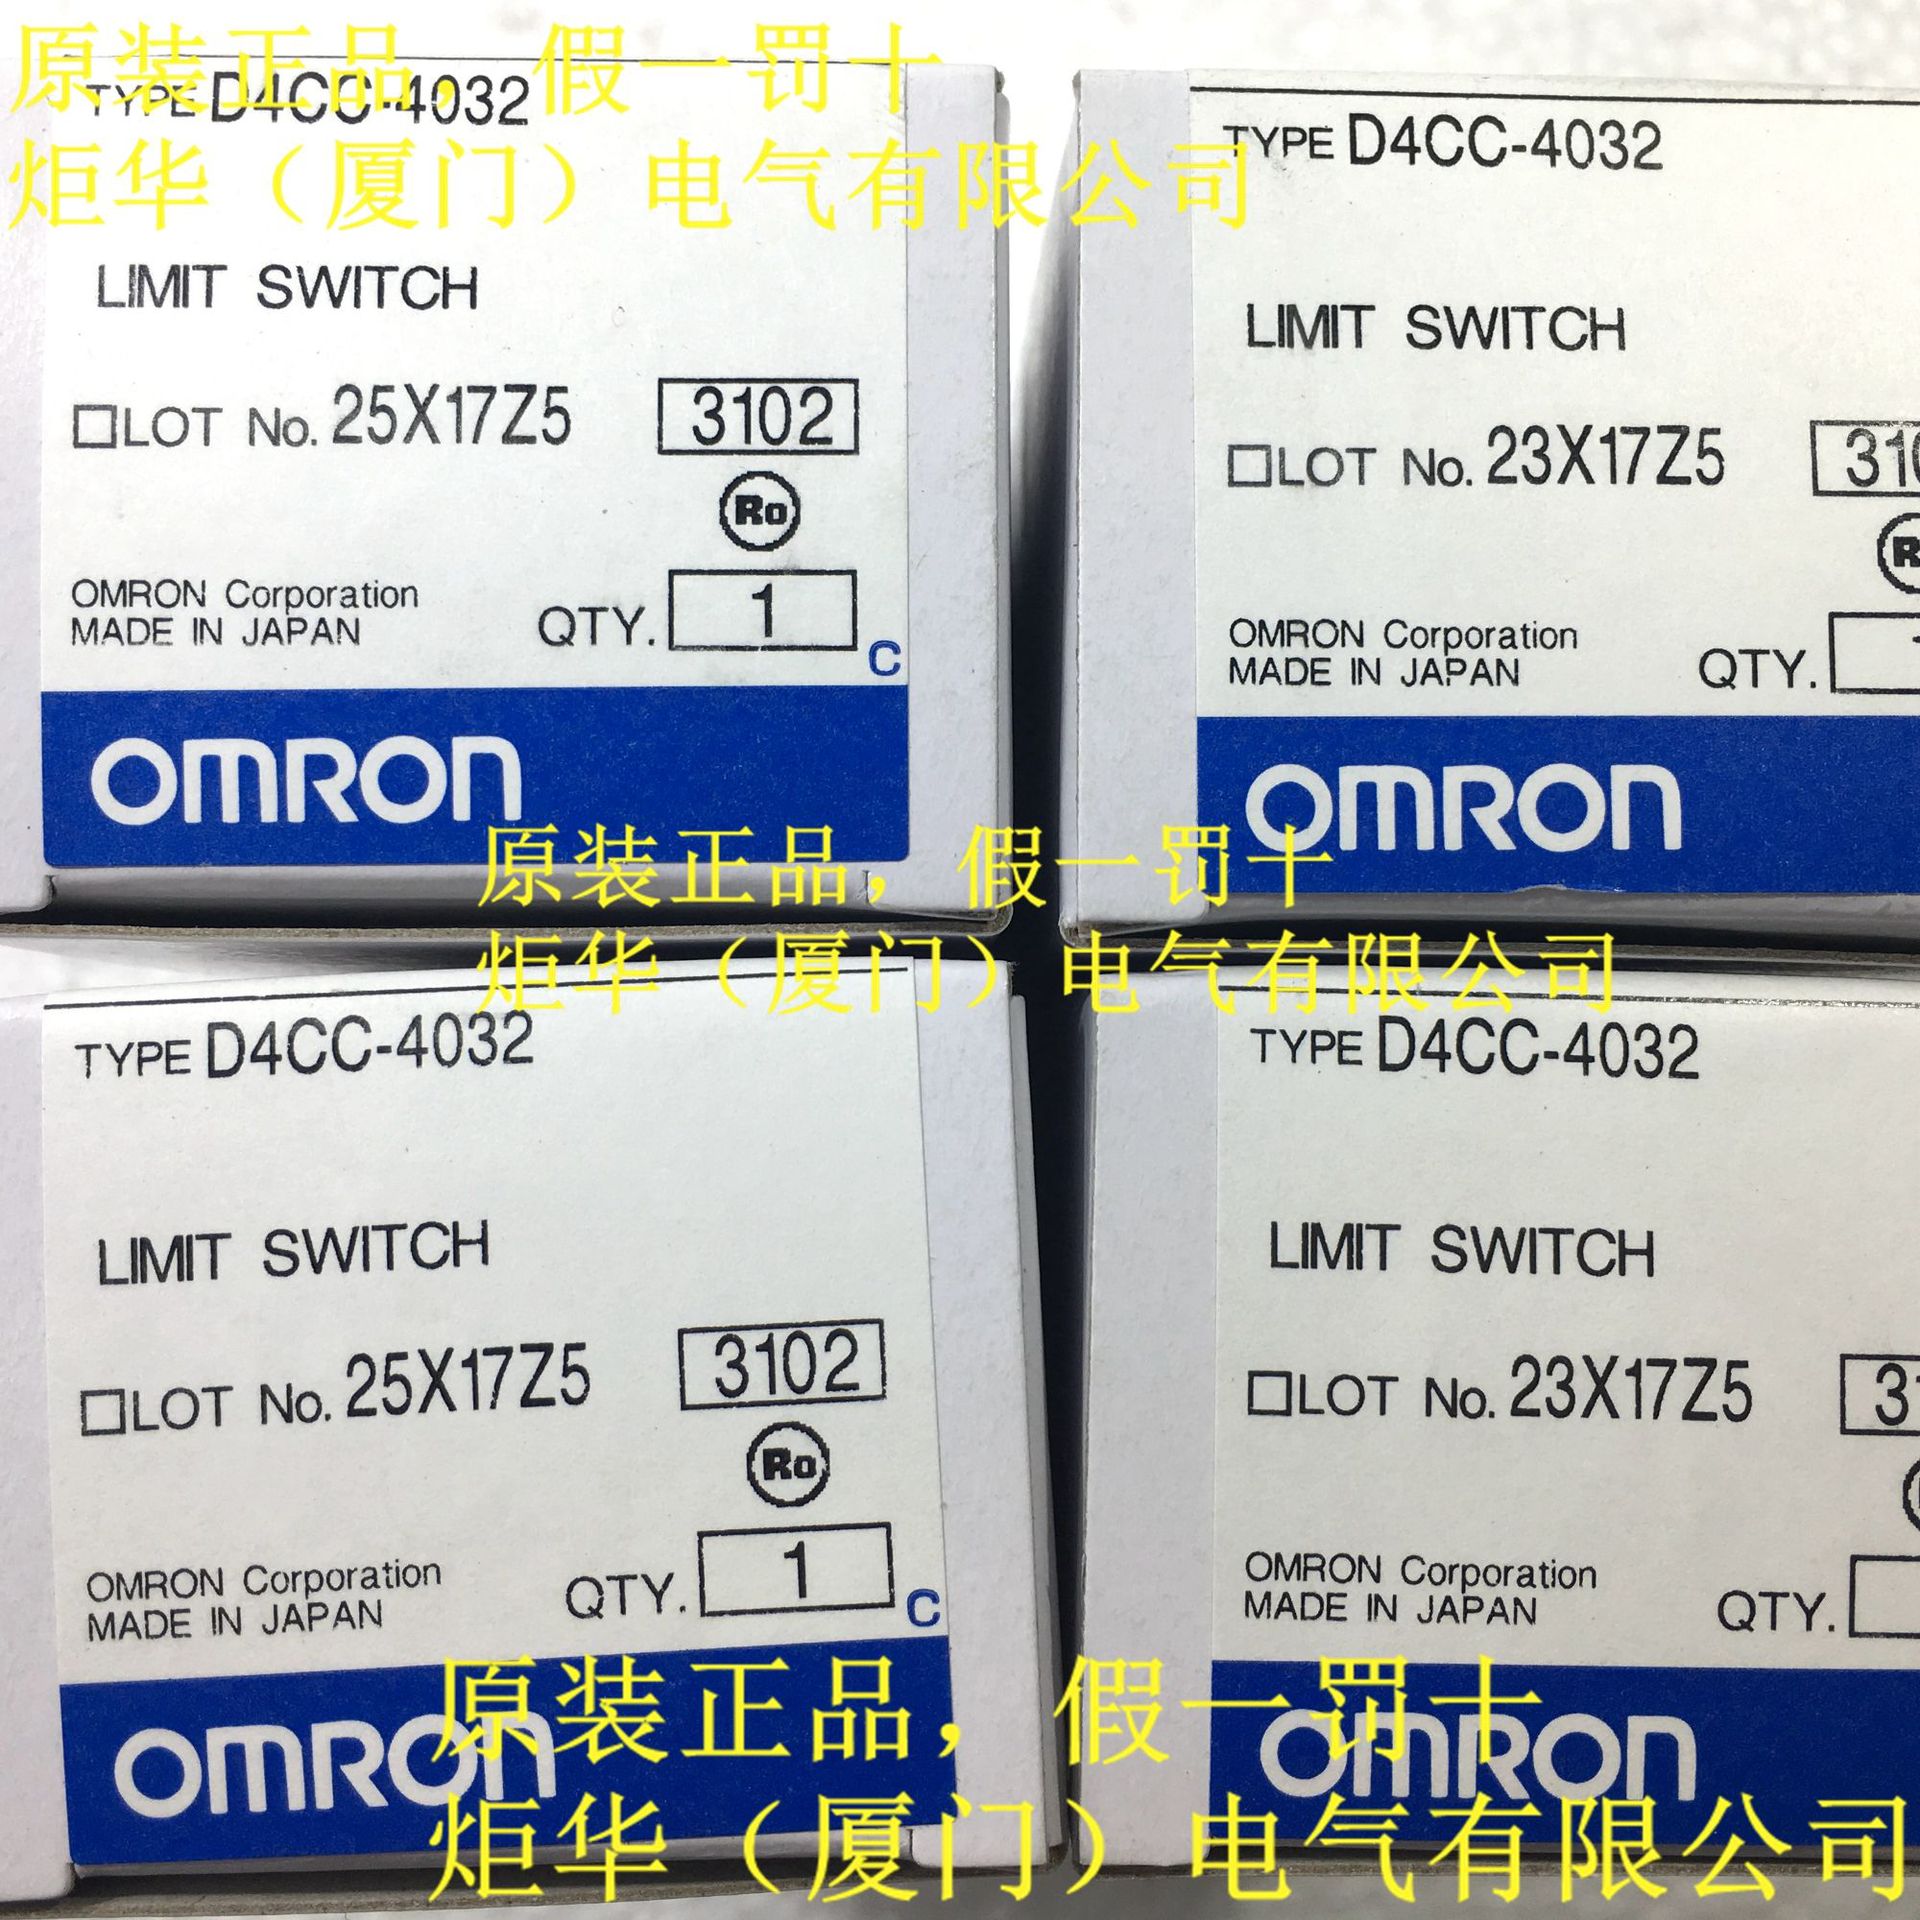 原装正品，假一罚十
炬华（厦门）电气有限公司
TYPE D4CC-4032
LIMIT SWITCH
LOT No. 25X17Z5 3102
Ro
OMRON Corporation
MADE IN JAPAN
QTY. 1
C
OMRON
TYPE D4CC-4032
LIMIT SWITCH
LOT No. 23X17Z5
OMRON Corporation
MADE IN JAPAN
QTY.
OMRON
原装正品，假一罚十
炬华（厦门）电气有限公司
TYPE D4CC-4032
LIMIT SWITCH
LOT No. 25X17Z5 3102
Ro
OMRON Corporation
MADE IN JAPAN
QTY. 1
C
OMRON
TYPE D4CC-4032
LIMIT SWITCH
LOT No. 23X17Z5
OMRON Corporation
MADE IN JAPAN
QTY.
OMRON
原装正品，假一罚十
炬华（厦门）电气有限公司